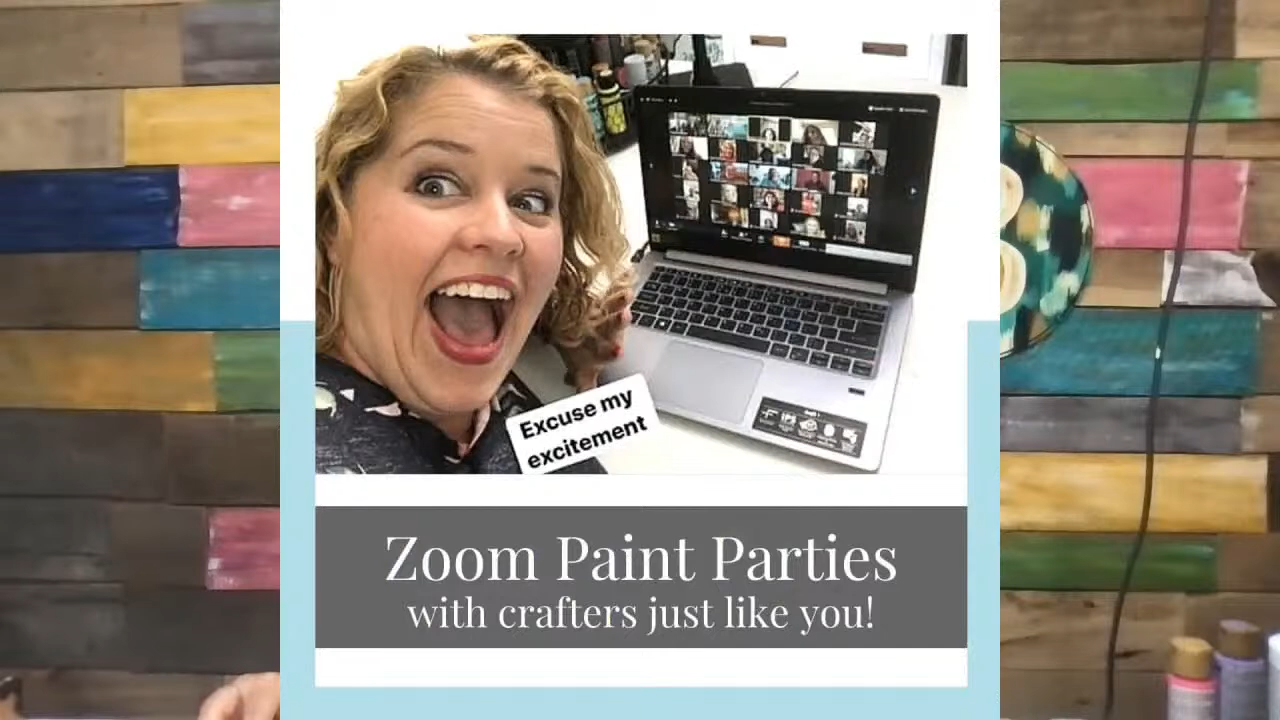 Excuse my
excitement
Zoom Paint Parties
with crafters just like you!